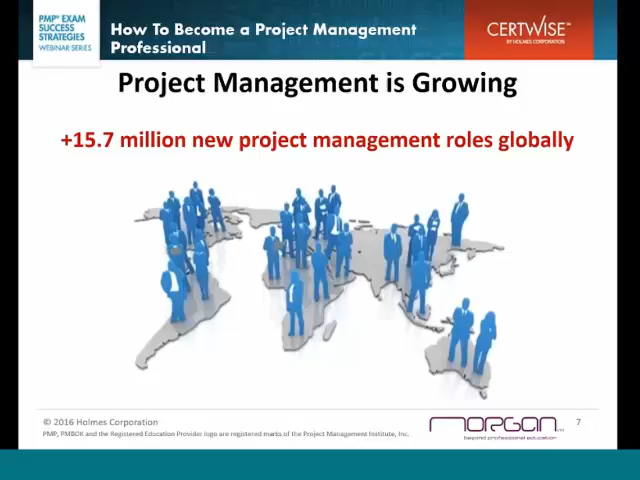 PMP® EXAM
SUCCESS
STRATEGIES
WEBINAR SERIES
How To Become a Project Management
Professional
CERTWISE™
BY HOLMES CORPORATION
Project Management is Growing
+15.7 million new project management roles globally
© 2016 Holmes Corporation
PMP, PMBOK and the Registered Education Provider logo are registered marks of the Project Management Institute, Inc.
morgan
beyond professional education
7